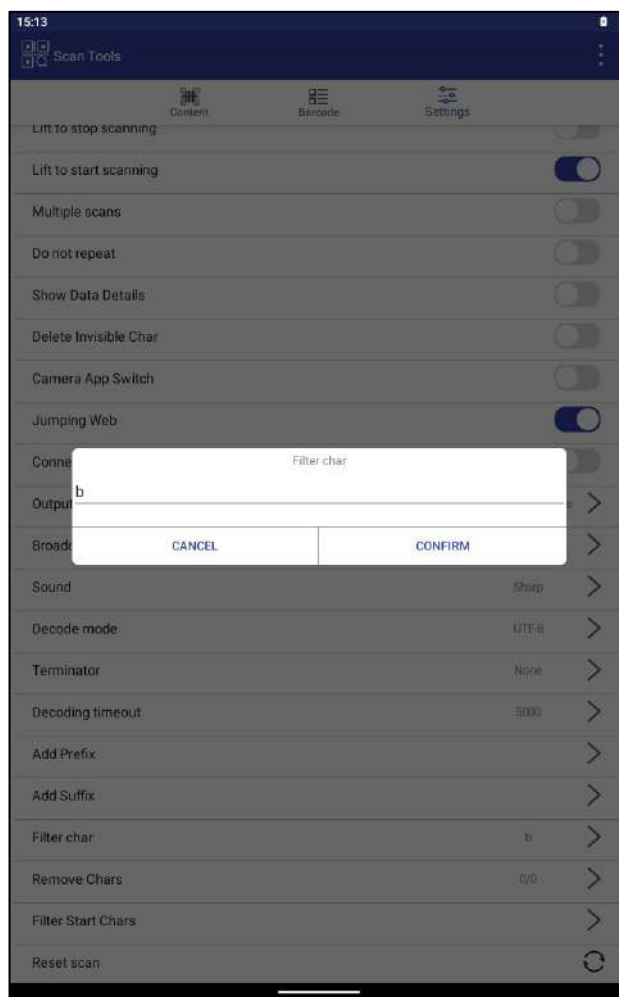 15:13
Scan Tools
Content
Barcode
Settings
Lift to stop scanning
Lift to start scanning
Multiple scans
Do not repeat
Show Data Details
Delete Invisible Char
Camera App Switch
Jumping Web
Conne
Filter char
b
Output
Broadc
CANCEL
CONFIRM
Sound Sharp
Decode mode UTF-8
Terminator None
Decoding timeout 5000
Add Prefix
Add Suffix
Filter char b
Remove Chars 0/0
Filter Start Chars
Reset scan